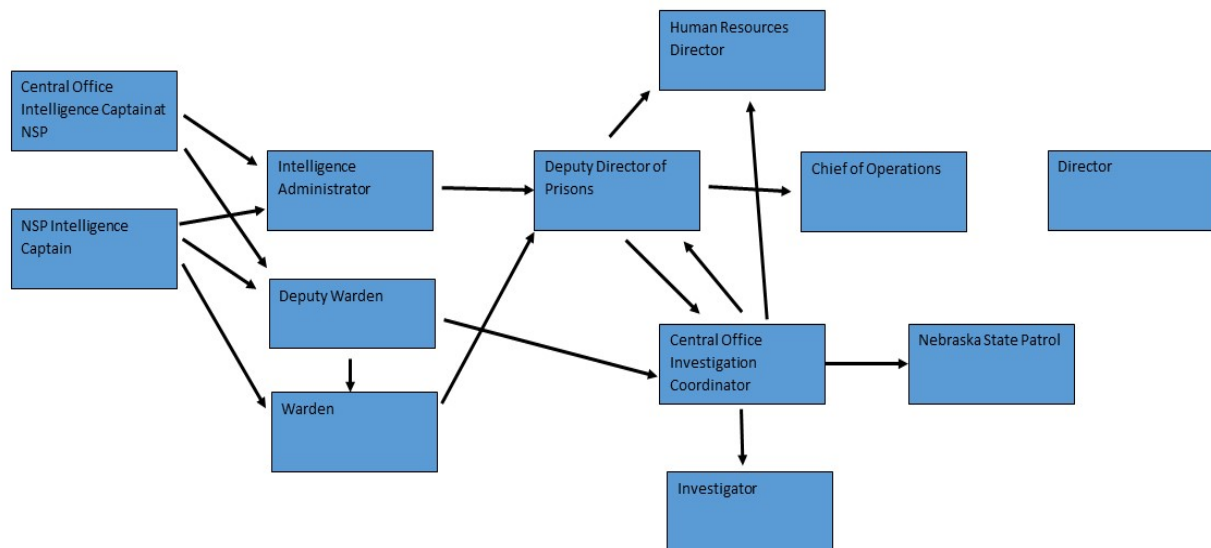 Human Resources
Director
Central Office
Intelligence Captain at
NSP
Intelligence
Administrator
Deputy Director of
Prisons
Chief of Operations
Director
NSP Intelligence
Captain
Deputy Warden
Central Office
Investigation
Coordinator
Nebraska State Patrol
Warden
Investigator